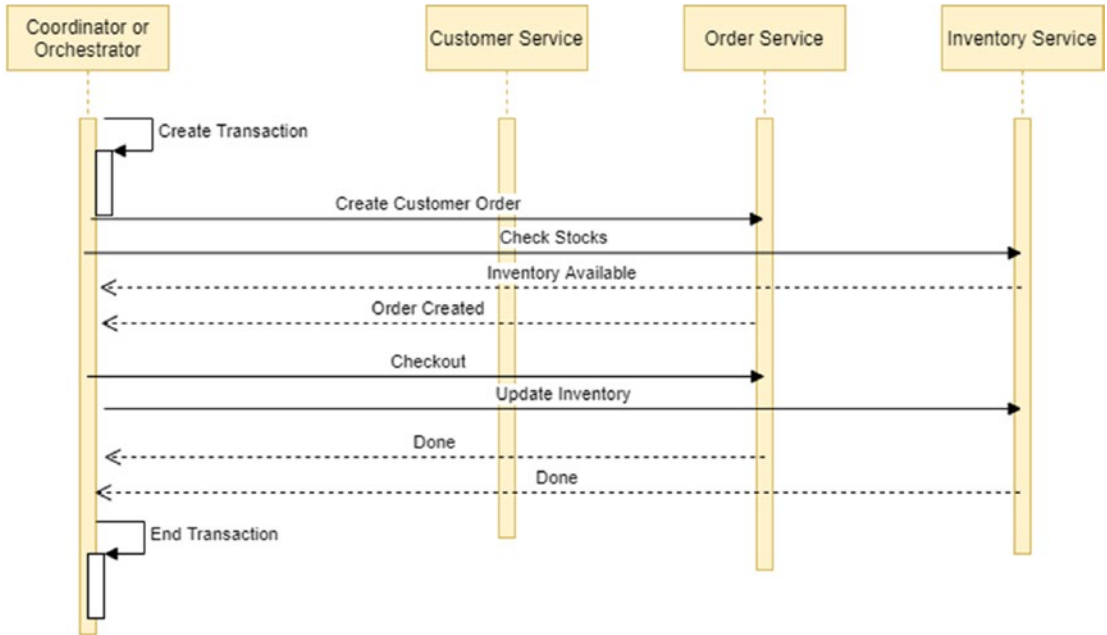 Coordinator or
Orchestrator
Customer Service
Order Service
Inventory Service
Create Transaction
Create Customer Order
Check Stocks
Inventory Available
Order Created
Checkout
Update Inventory
Done
Done
End Transaction